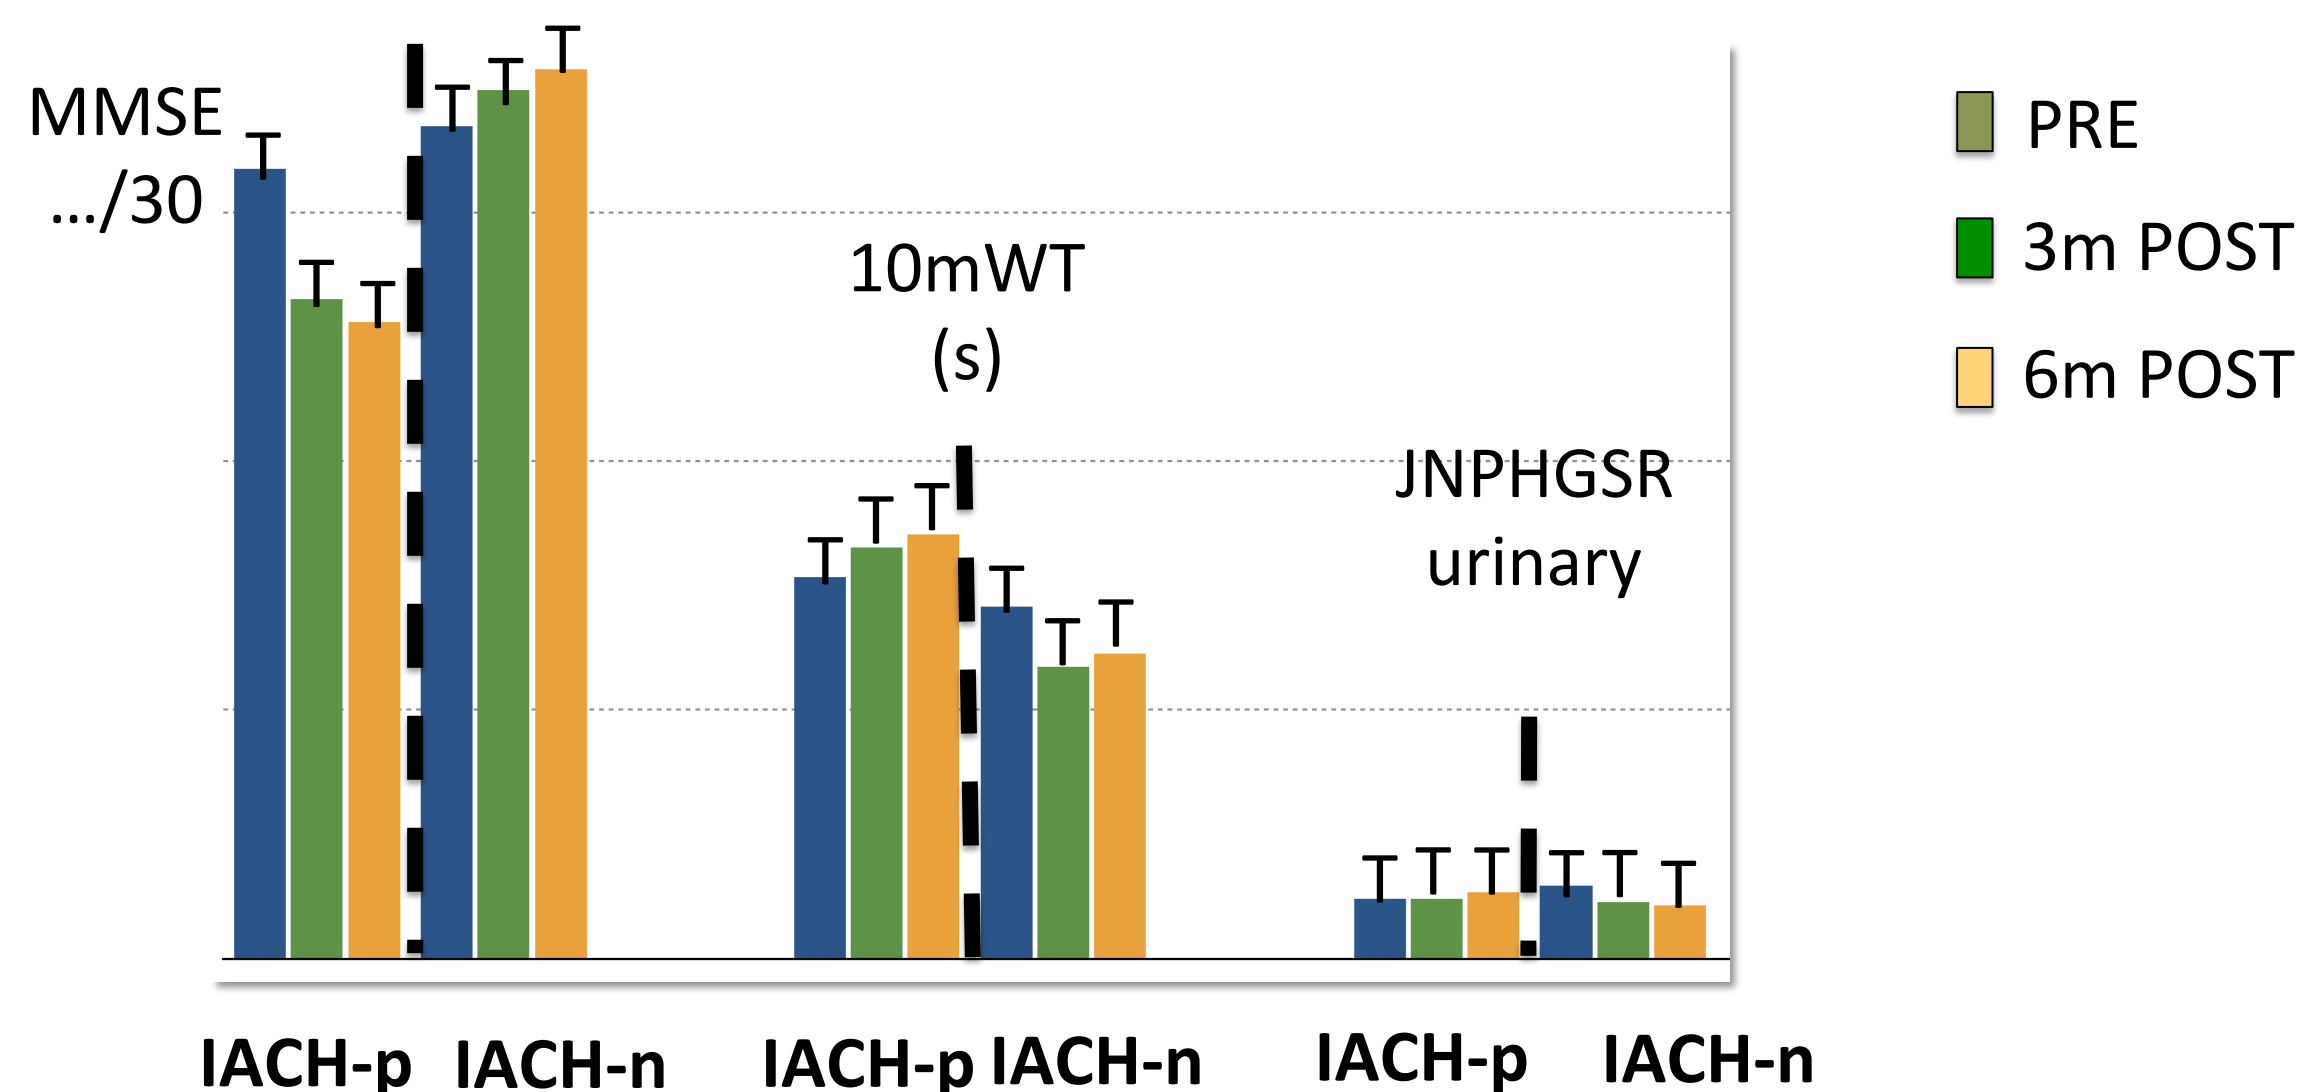 MMSE
.../30
10mWT
(s)
JNPHGSR
urinary
PRE
3m POST
6m POST
IACH-p IACH-n IACH-p IACH-n IACH-p IACH-n